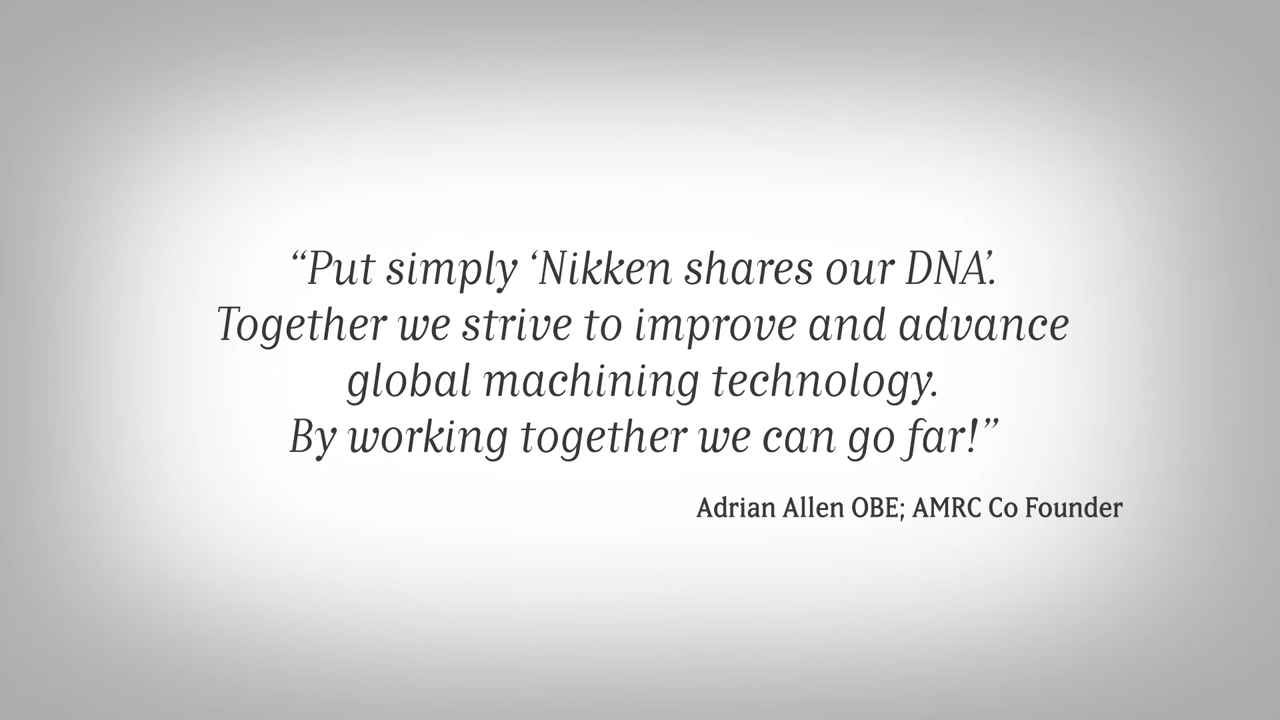 “Put simply ‘Nikken shares our DNA’.
Together we strive to improve and advance
global machining technology.
By working together we can go far!”
Adrian Allen OBE; AMRC Co Founder